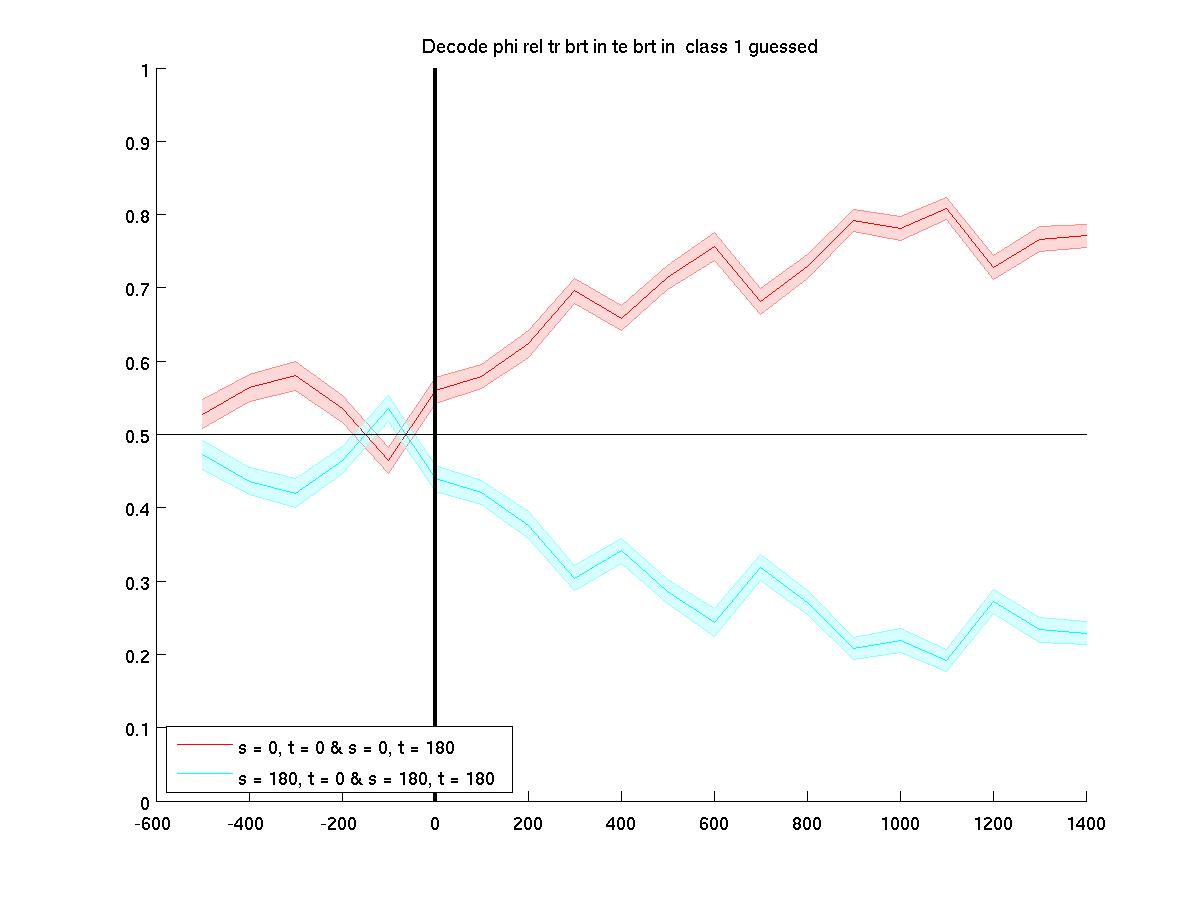 Decode phi rel tr brt in te brt in  class 1 guessed
1
0.9
0.8
0.7
0.6
0.5
0.4
0.3
0.2
0.1
0
s = 0, t = 0 & s = 0, t = 180
s = 180, t = 0 & s = 180, t = 180
-600 -400 -200 0 200 400 600 800 1000 1200 1400